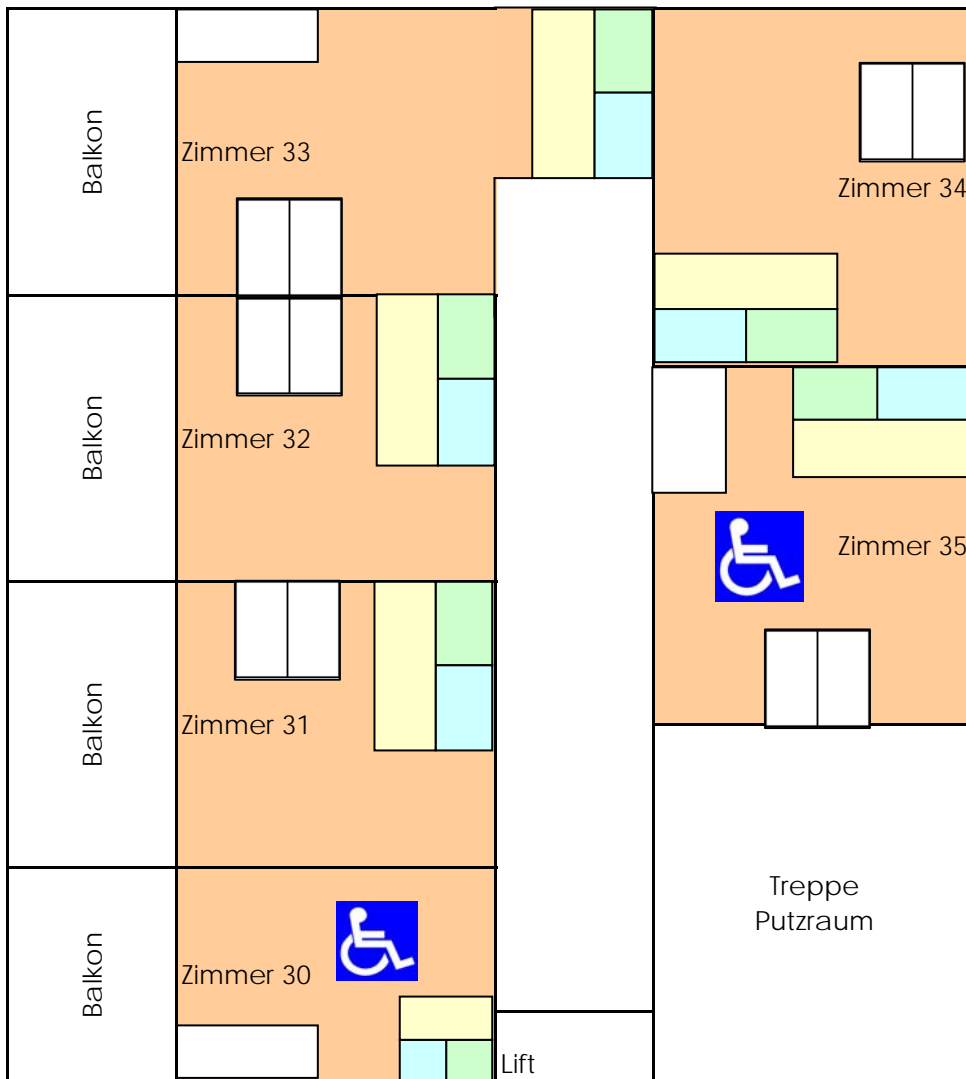 Balkon
Zimmer 33
Zimmer 34
Balkon
Zimmer 32
Zimmer 35
Balkon
Zimmer 31
Treppe
Putzraum
Balkon
Zimmer 30
Lift